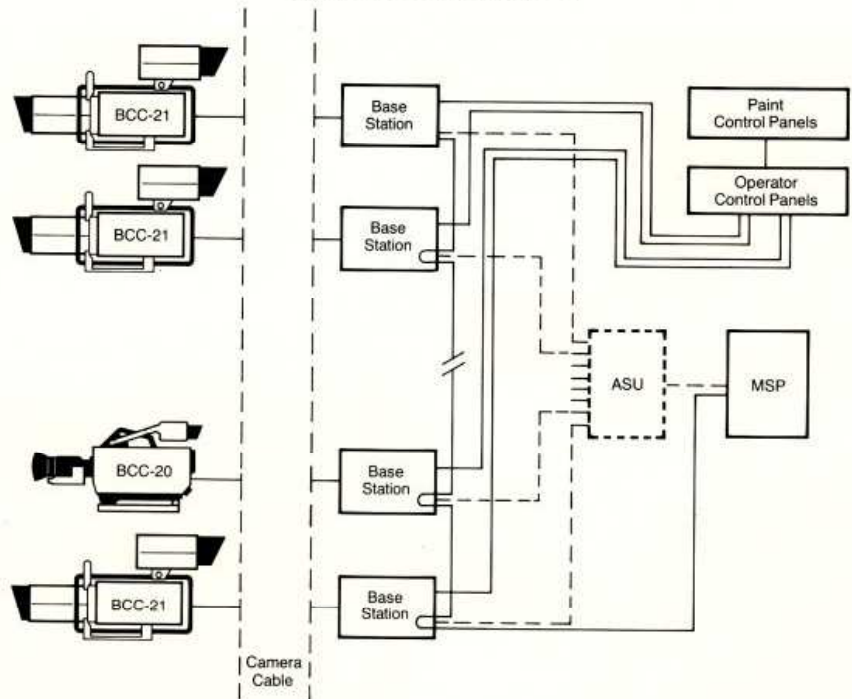 BCC-21
Base
Station
Paint
Control Panels
BCC-21
Base
Station
Operator
Control Panels
ASU
MSP
BCC-20
Base
Station
BCC-21
Base
Station
Camera
Cable